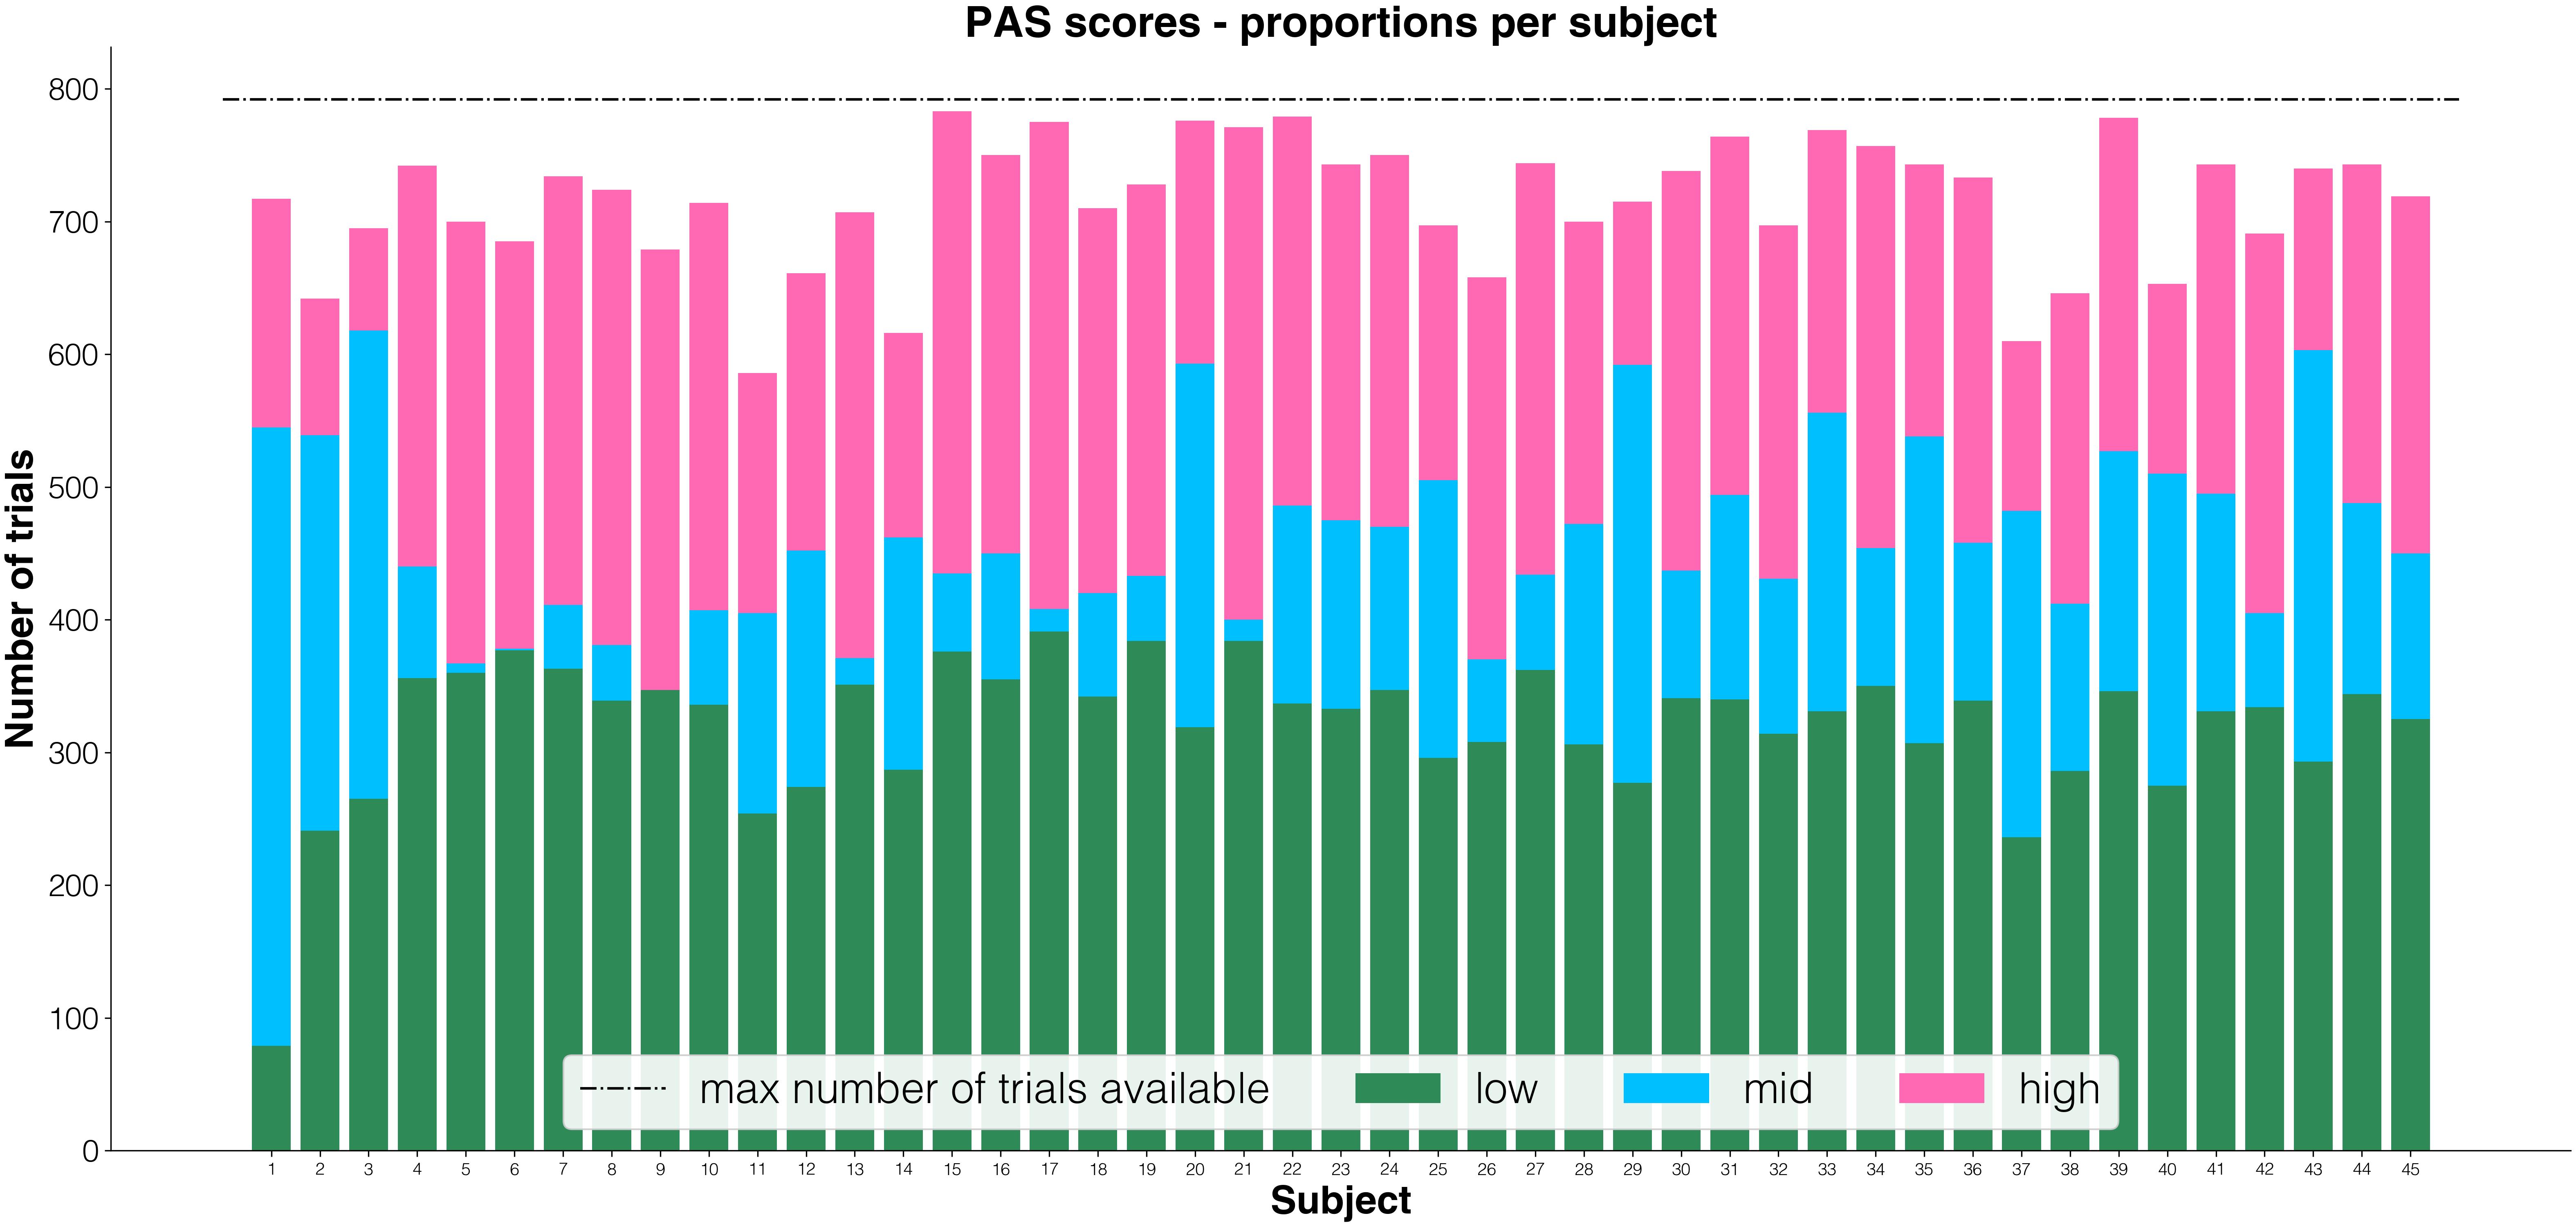 PAS scores - proportions per subject
Number of trials
800
700
600
500
400
300
200
100
0
max number of trials available low mid high
1 2 3 4 5 6 7 8 9 10 11 12 13 14 15 16 17 18 19 20 21 22 23 24 25 26 27 28 29 30 31 32 33 34 35 36 37 38 39 40 41 42 43 44 45
Subject